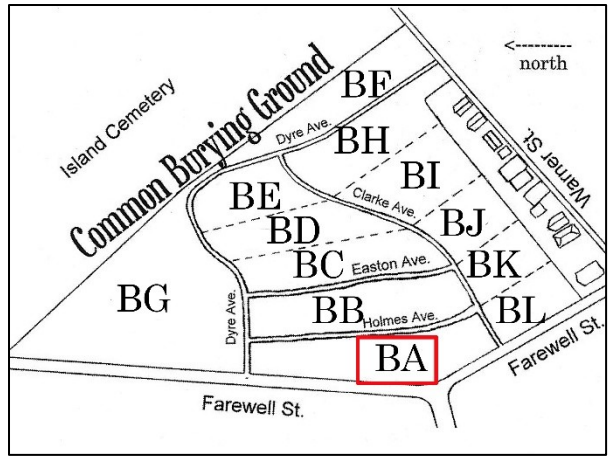 north
BF
Island Cemetery
Common Burying Ground
Dyre Ave.
BH
BI
Warner St.
BE
Clarke Ave.
BD
BJ
BC
Easton Ave.
BK
BG
Dyre Ave.
BB
Holmes Ave.
BL
BA
Farewell St.
Farewell St.